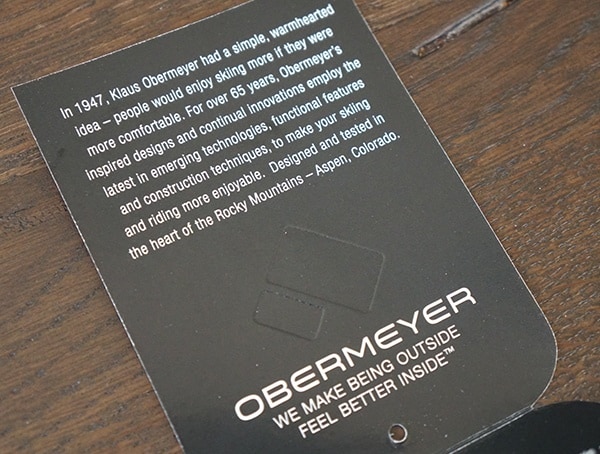 In 1947, Klaus Obermeyer had a simple, warmhearted
idea – people would enjoy skiing more if they were
more comfortable. For over 65 years, Obermeyer's
inspired designs and continual innovations employ the
latest in emerging technologies, functional features
and construction techniques, to make your skiing
and riding more enjoyable. Designed and tested in
the heart of the Rocky Mountains – Aspen, Colorado.
OBERMEYER
WE MAKE BEING OUTSIDE
FEEL BETTER INSIDE™